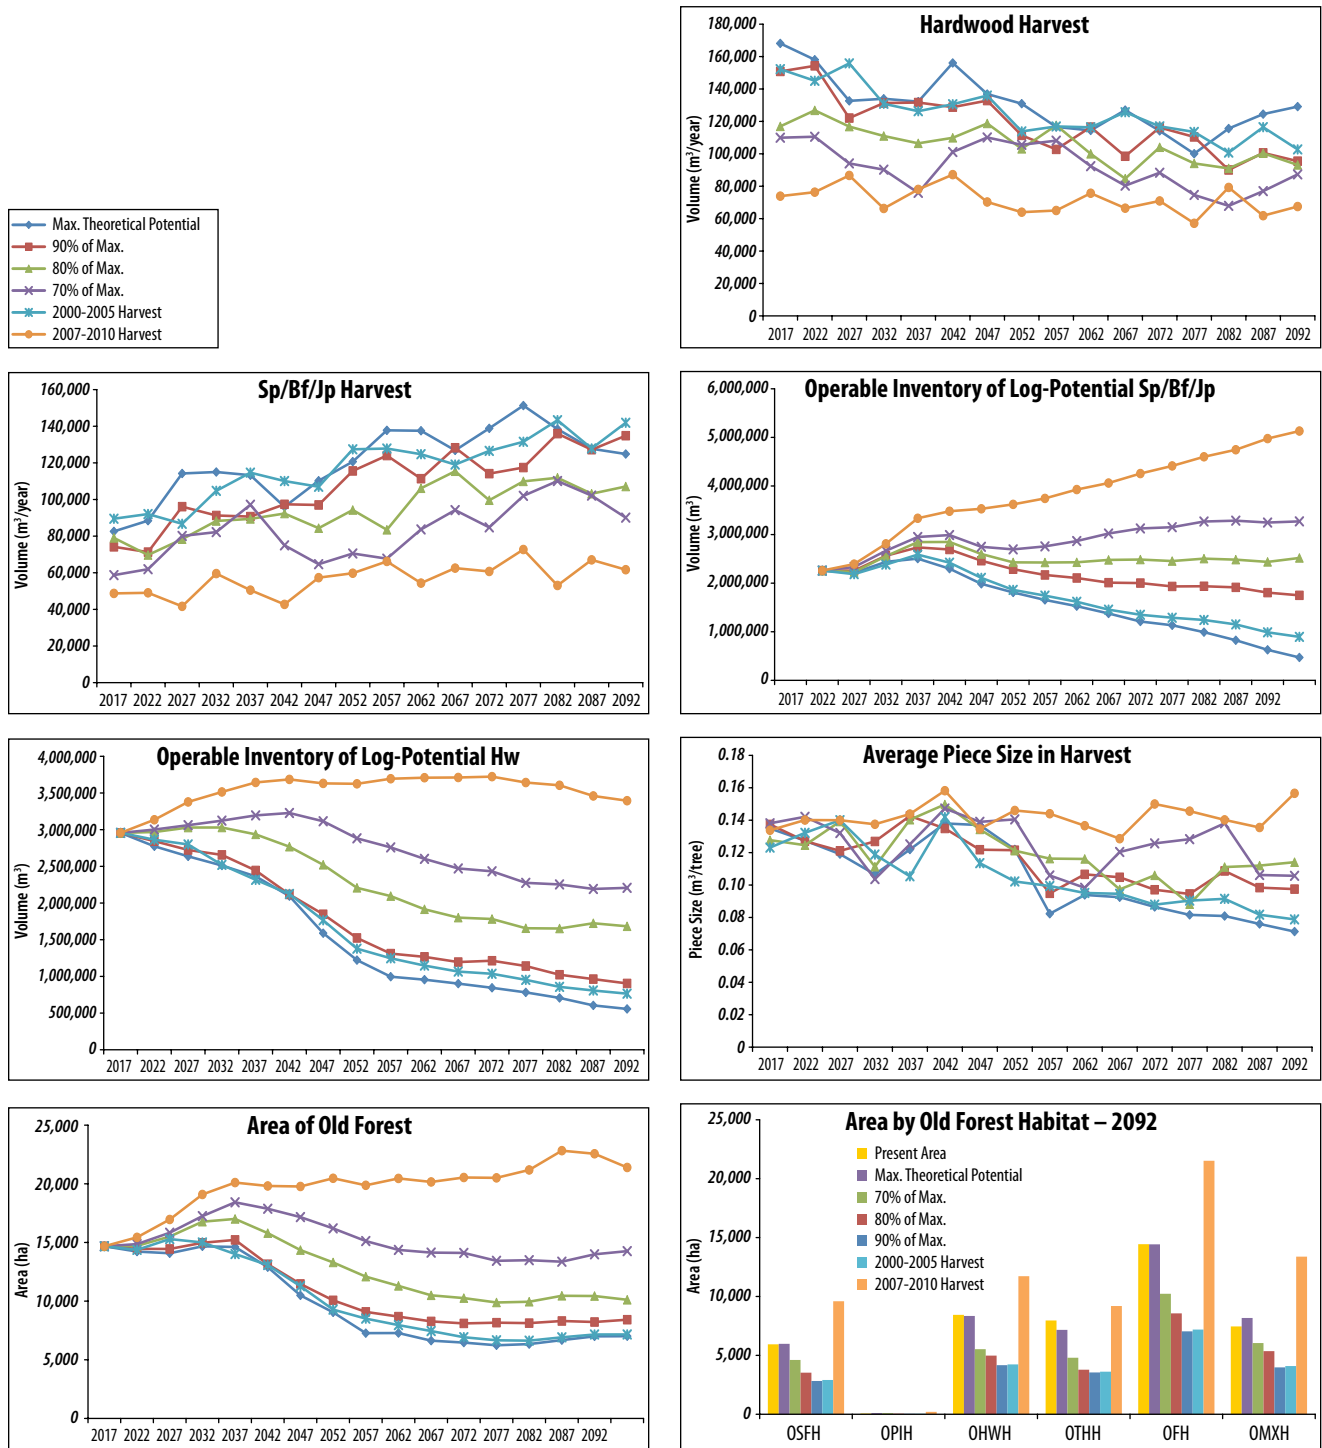 Hardwood Harvest
Volume (m³/year)
180,000
160,000
140,000
120,000
100,000
80,000
60,000
40,000
20,000
0
2017 2022 2027 2032 2037 2042 2047 2052 2057 2062 2067 2072 2077 2082 2087 2092
Max. Theoretical Potential
90% of Max.
80% of Max.
70% of Max.
2000-2005 Harvest
2007-2010 Harvest
Sp/Bf/Jp Harvest
Volume (m³/year)
160,000
140,000
120,000
100,000
80,000
60,000
40,000
20,000
0
2017 2022 2027 2032 2037 2042 2047 2052 2057 2062 2067 2072 2077 2082 2087 2092
Operable Inventory of Log-Potential Sp/Bf/Jp
Volume (m³)
6,000,000
5,000,000
4,000,000
3,000,000
2,000,000
1,000,000
0
2017 2022 2027 2032 2037 2042 2047 2052 2057 2062 2067 2072 2077 2082 2087 2092
Operable Inventory of Log-Potential Hw
Volume (m³)
4,000,000
3,500,000
3,000,000
2,500,000
2,000,000
1,500,000
1,000,000
500,000
0
2017 2022 2027 2032 2037 2042 2047 2052 2057 2062 2067 2072 2077 2082 2087 2092
Average Piece Size in Harvest
Piece Size (m³/tree)
0.18
0.16
0.14
0.12
0.10
0.08
0.06
0.04
0.02
0
2017 2022 2027 2032 2037 2042 2047 2052 2057 2062 2067 2072 2077 2082 2087 2092
Area of Old Forest
Area (ha)
25,000
20,000
15,000
10,000
5,000
0
2017 2022 2027 2032 2037 2042 2047 2052 2057 2062 2067 2072 2077 2082 2087 2092
Area by Old Forest Habitat – 2092
Area (ha)
25,000
20,000
15,000
10,000
5,000
0
Present Area
Max. Theoretical Potential
70% of Max.
80% of Max.
90% of Max.
2000-2005 Harvest
2007-2010 Harvest
OSFH OPIH OHWH OTHH OFH OMXH